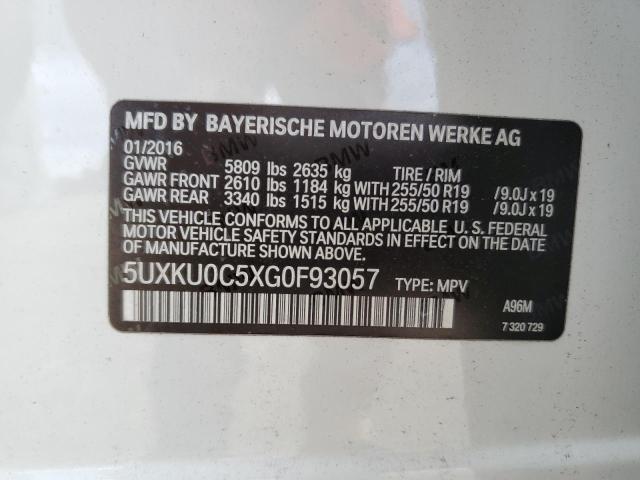 MFD BY BAYERISCHE MOTOREN WERKE AG
01/2016
GVWR 5809 lbs 2635 kg TIRE / RIM
GAWR FRONT 2610 lbs 1184 kg WITH 255/50 R19 /9.0J x 19
GAWR REAR 3340 lbs 1515 kg WITH 255/50 R19 /9.0J x 19
THIS VEHICLE CONFORMS TO ALL APPLICABLE U. S. FEDERAL
MOTOR VEHICLE SAFETY STANDARDS IN EFFECT ON THE DATE OF
MANUFACTURE SHOWN ABOVE.
5UXKU0C5XG0F93057 TYPE: MPV
A96M
7 320 729